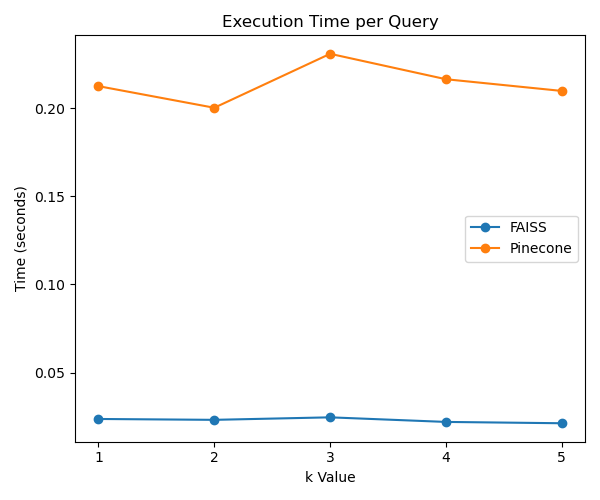 Execution Time per Query
Time (seconds)
0.20
0.15
0.10
0.05
FAISS
Pinecone
1 2 3 4 5
k Value